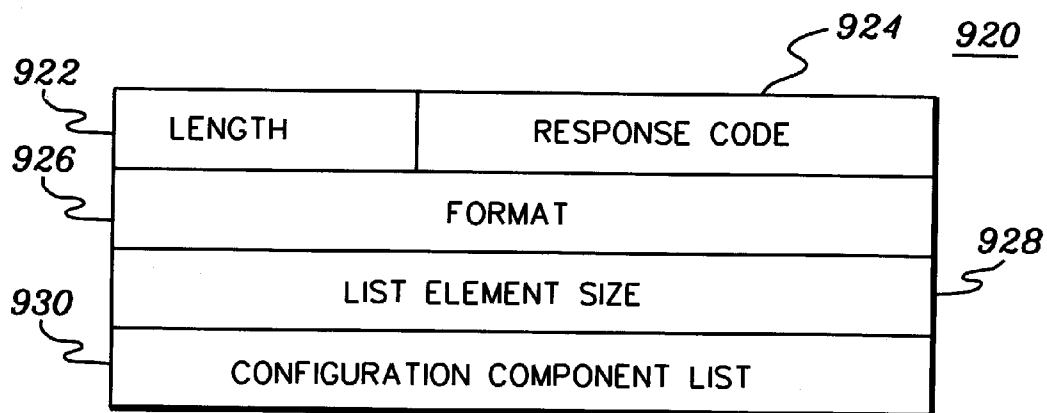 924
920
922
LENGTH
RESPONSE CODE
926
FORMAT
928
LIST ELEMENT SIZE
930
CONFIGURATION COMPONENT LIST